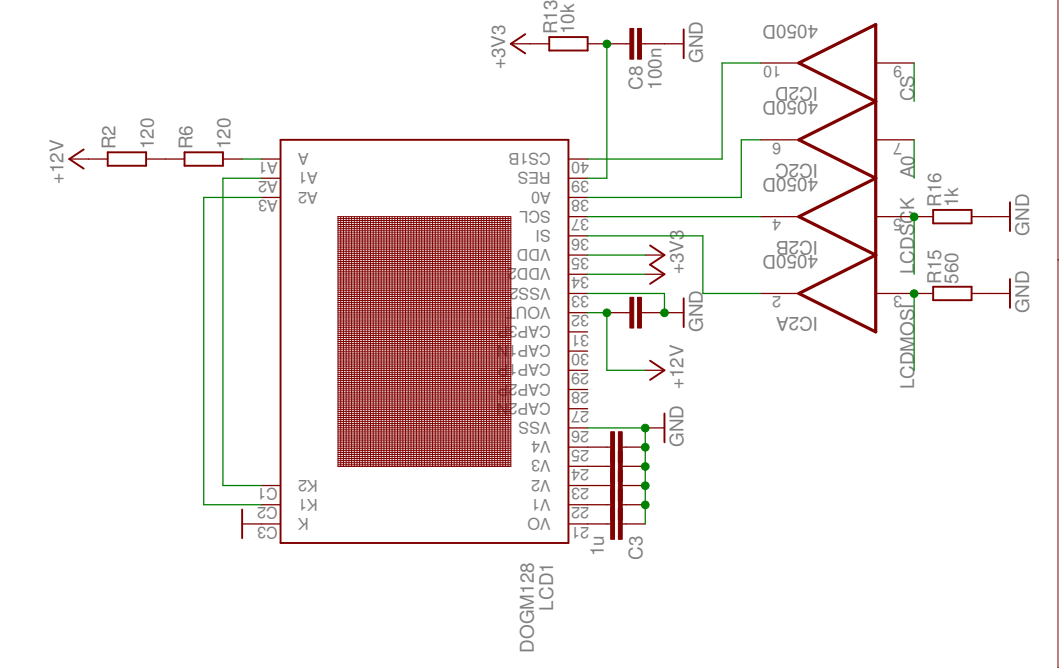 +3V3
R13
10k
C8
100n
GND
4050D
10
IC2D
9
CS
4050D
6
IC2C
7
A0
4050D
4
IC2B
5
LCDSCK
R16
1k
GND
4050D
2
IC2A
3
LCDMOSI
R15
560
GND
+12V
R2
120
R6
120
A
A1
A2
A1
A2
A3
K2
K1
K
C1
C2
C3
CS1B
RES
A0
SCL
SI
VDD
VDD2
VSS2
VOUT
CAP3P
CAP1N
CAP1P
CAP2P
CAP2N
VSS
V4
V3
V2
V1
VO
40
39
38
37
36
35
34
33
32
31
30
29
28
27
26
25
24
23
22
21
+3V3
GND
+12V
GND
1u
C3
DOGM128
LCD1